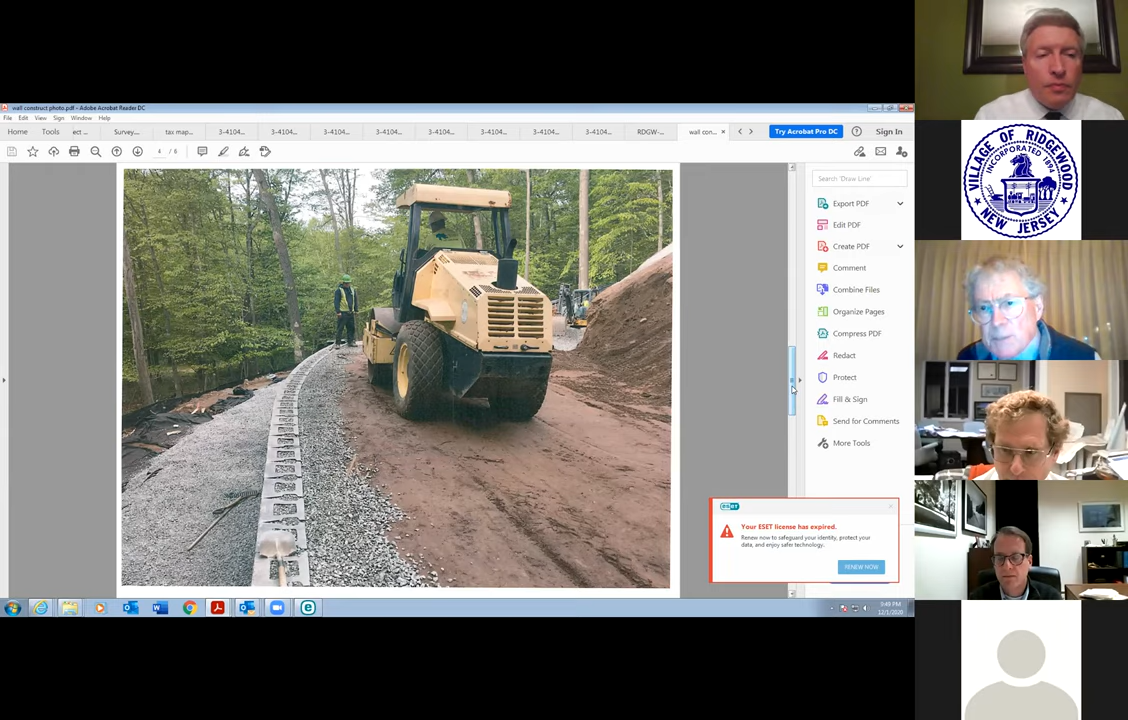 wall construct photo.pdf - Adobe Acrobat Reader DC
File Edit View Sign Window Help
Home Tools ect ... Survey... tax map... 3-4104... 3-4104... 3-4104... 3-4104... 3-4104... 3-4104... 3-4104... 3-4104... RDGW-... wall con... × Try Acrobat Pro DC Sign In
4 / 6
Search 'Draw Line'
Export PDF
Edit PDF
Create PDF
Comment
Combine Files
Organize Pages
Compress PDF
Redact
Protect
Fill & Sign
Send for Comments
More Tools
eset
Your ESET license has expired.
Renew now to safeguard your identity, protect your
data, and enjoy safer technology.
RENEW NOW
12/1/2020
VILLAGE OF RIDGEWOOD
INCORPORATED 1894
NEW JERSEY